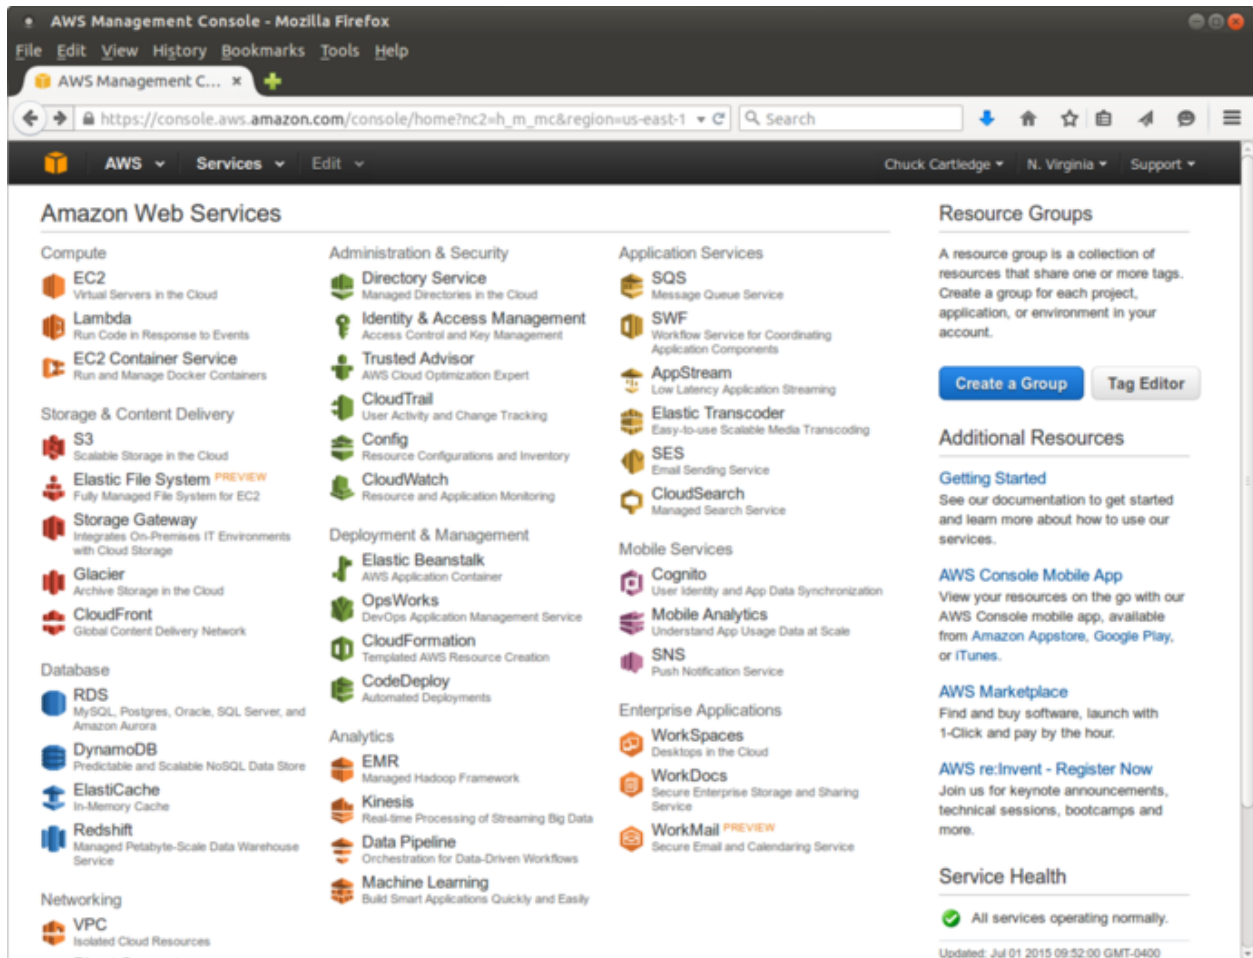 AWS Management Console - Mozilla Firefox
File Edit View History Bookmarks Tools Help
AWS Management C... ×
https://console.aws.amazon.com/console/home?nc2=h_m_mc&region=us-east-1
Search
AWS Services Edit
Chuck Cartledge N. Virginia Support
Amazon Web Services
Compute
EC2
Virtual Servers in the Cloud
Lambda
Run Code in Response to Events
EC2 Container Service
Run and Manage Docker Containers
Storage & Content Delivery
S3
Scalable Storage in the Cloud
Elastic File System PREVIEW
Fully Managed File System for EC2
Storage Gateway
Integrates On-Premises IT Environments
with Cloud Storage
Glacier
Archive Storage in the Cloud
CloudFront
Global Content Delivery Network
Database
RDS
MySQL, Postgres, Oracle, SQL Server, and
Amazon Aurora
DynamoDB
Predictable and Scalable NoSQL Data Store
ElastiCache
In-Memory Cache
Redshift
Managed Petabyte-Scale Data Warehouse
Service
Networking
VPC
Isolated Cloud Resources
Administration & Security
Directory Service
Managed Directories in the Cloud
Identity & Access Management
Access Control and Key Management
Trusted Advisor
AWS Cloud Optimization Expert
CloudTrail
User Activity and Change Tracking
Config
Resource Configurations and Inventory
CloudWatch
Resource and Application Monitoring
Deployment & Management
Elastic Beanstalk
AWS Application Container
OpsWorks
DevOps Application Management Service
CloudFormation
Templated AWS Resource Creation
CodeDeploy
Automated Deployments
Analytics
EMR
Managed Hadoop Framework
Kinesis
Real-time Processing of Streaming Big Data
Data Pipeline
Orchestration for Data-Driven Workflows
Machine Learning
Build Smart Applications Quickly and Easily
Application Services
SQS
Message Queue Service
SWF
Workflow Service for Coordinating
Application Components
AppStream
Low Latency Application Streaming
Elastic Transcoder
Easy-to-use Scalable Media Transcoding
SES
Email Sending Service
CloudSearch
Managed Search Service
Mobile Services
Cognito
User Identity and App Data Synchronization
Mobile Analytics
Understand App Usage Data at Scale
SNS
Push Notification Service
Enterprise Applications
WorkSpaces
Desktops in the Cloud
WorkDocs
Secure Enterprise Storage and Sharing
Service
WorkMail PREVIEW
Secure Email and Calendaring Service
Resource Groups
A resource group is a collection of
resources that share one or more tags.
Create a group for each project,
application, or environment in your
account.
Create a Group Tag Editor
Additional Resources
Getting Started
See our documentation to get started
and learn more about how to use our
services.
AWS Console Mobile App
View your resources on the go with our
AWS Console mobile app, available
from Amazon Appstore, Google Play,
or iTunes.
AWS Marketplace
Find and buy software, launch with
1-Click and pay by the hour.
AWS re:Invent - Register Now
Join us for keynote announcements,
technical sessions, bootcamps and
more.
Service Health
All services operating normally.
Updated: Jul 01 2015 09:52:00 GMT-0400